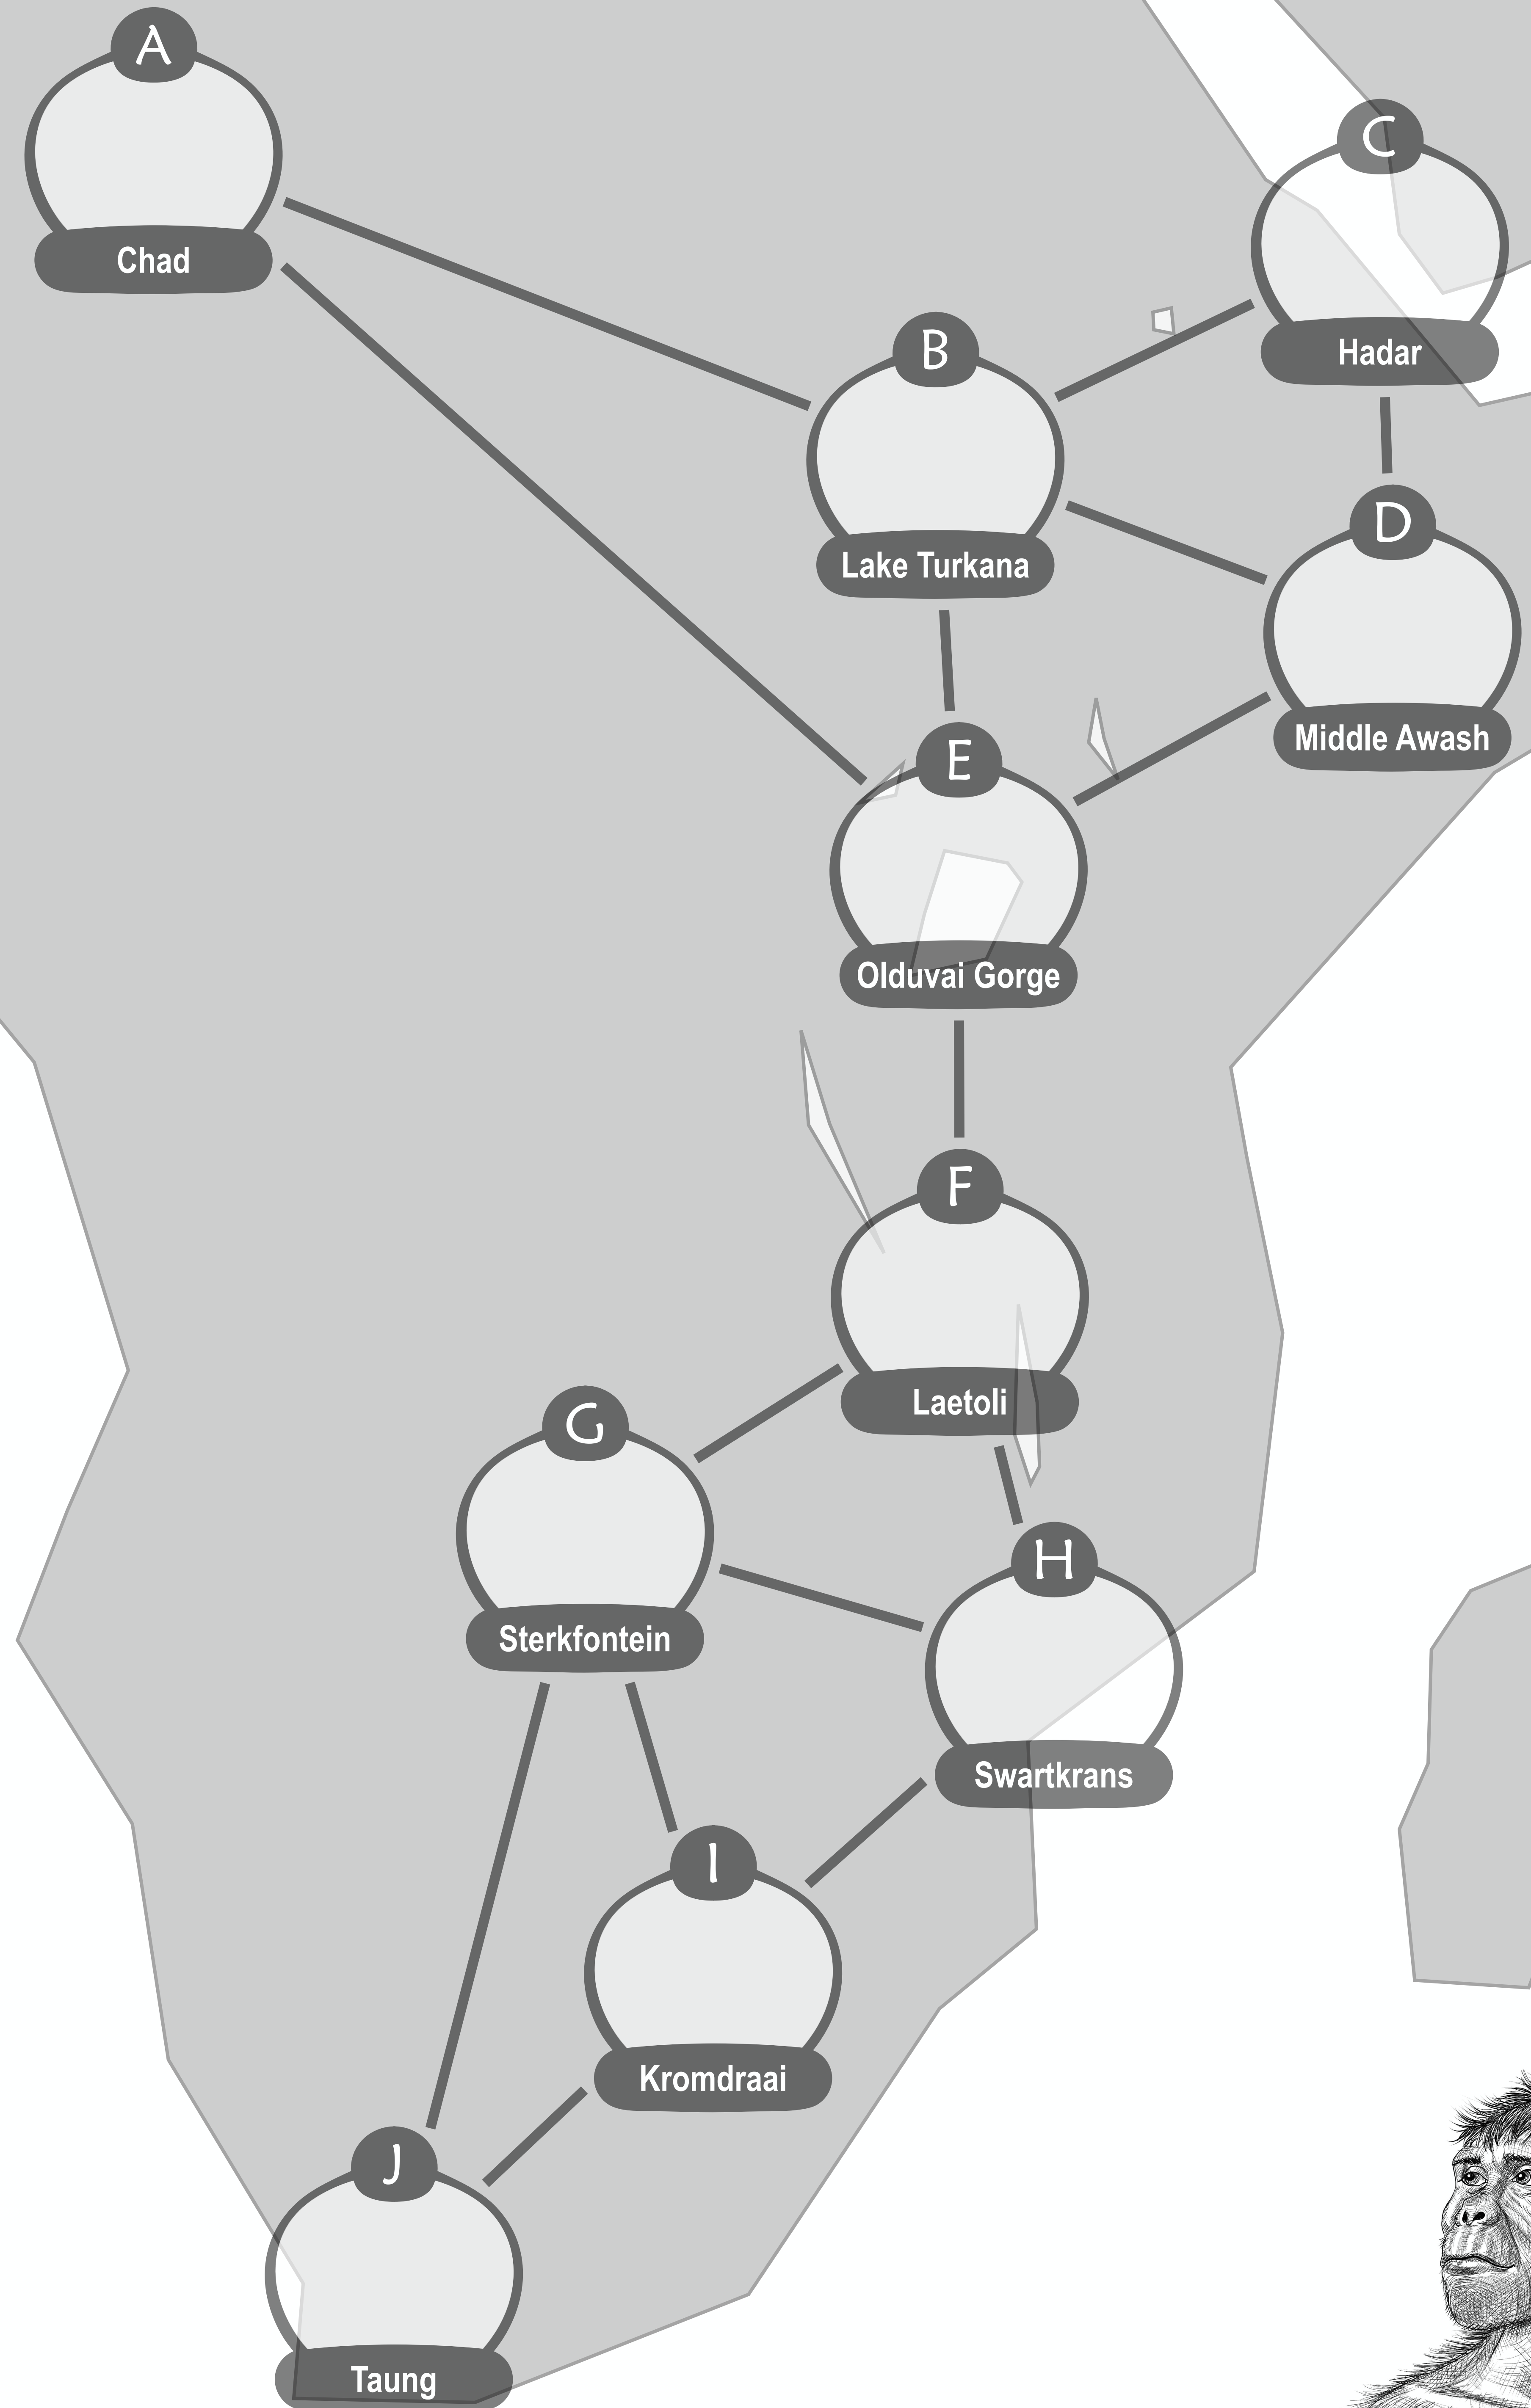 A
Chad
C
Hadar
B
Lake Turkana
D
Middle Awash
E
Olduvai Gorge
F
Laetoli
G
Sterkfontein
H
Swartkrans
I
Kromdraai
J
Taung